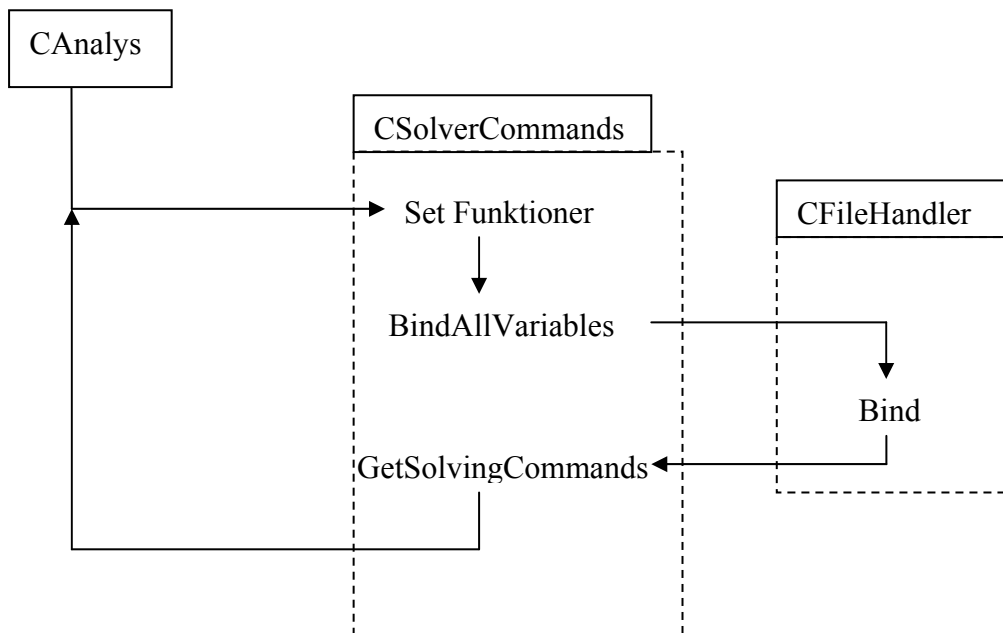 CAnalys
CSolverCommands
Set Funktioner
CFileHandler
BindAllVariables
Bind
GetSolvingCommands